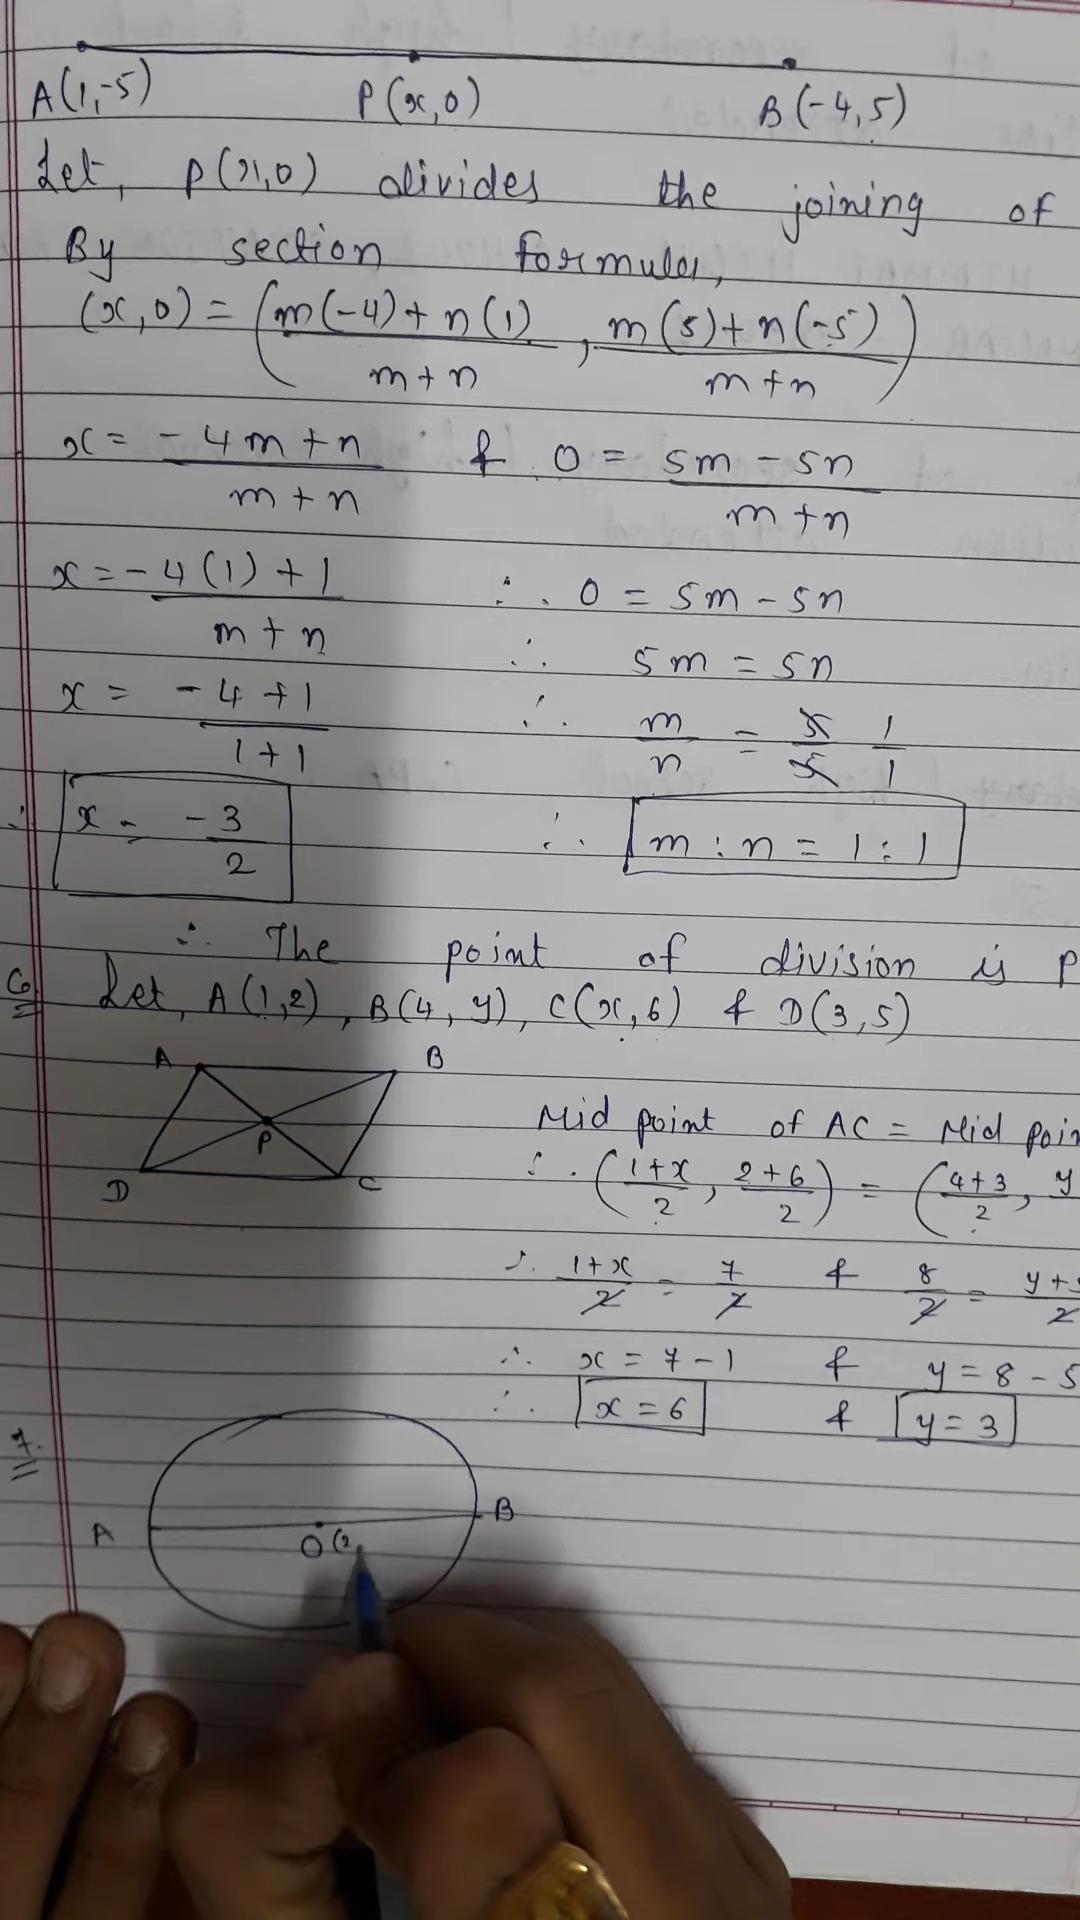 A(1,-5) P(x,0) B(-4,5)
Let, P(x,0) divides the joining of
By section formula,
(x,0) = (m(-4)+n(1)/m+n, m(5)+n(-5)/m+n)
x = -4m+n/m+n & 0 = 5m-5n/m+n
x = -4(1)+1/m+n ∴ 0 = 5m-5n
∴ 5m = 5n
x = -4+1/1+1 ∴ m/n = 5/5 1/1
∴ x = -3/2 ∴ m:n = 1:1
∴ The point of division is P
6. Let, A(1,2), B(4,y), C(x,6) & D(3,5)
A B
P
D C
Mid point of AC = Mid poin
∴ (1+x/2, 2+6/2) = (4+3/2, y
∴ 1+x/2 = 7/2 & 8/2 = y+5/2
∴ x = 7-1 & y = 8-5
∴ x = 6 & y = 3
7.
A B
O(2